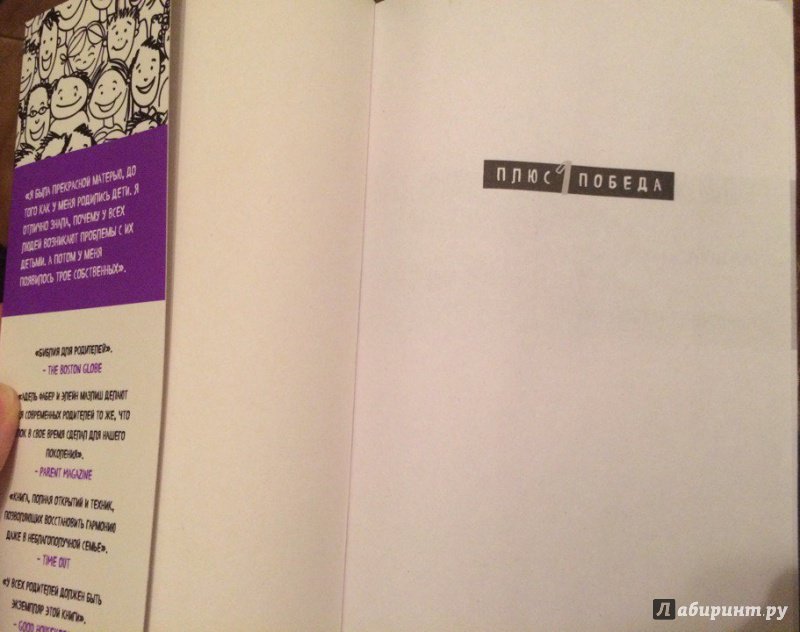 «Я БЫЛА ПРЕКРАСНОЙ МАТЕРЬЮ, ДО
ТОГО КАК У МЕНЯ РОДИЛИСЬ ДЕТИ. Я
ОТЛИЧНО ЗНАЛА, ПОЧЕМУ У ВСЕХ
ЛЮДЕЙ ВОЗНИКАЮТ ПРОБЛЕМЫ С ИХ
ДЕТЬМИ. А ПОТОМ У МЕНЯ
ПОЯВИЛОСЬ ТРОЕ СОБСТВЕННЫХ».
«БИБЛИЯ ДЛЯ РОДИТЕЛЕЙ».
- THE BOSTON GLOBE
АДЕЛЬ ФАБЕР И ЭЛЕЙН МАЗЛИШ ДЕЛАЮТ
СОВРЕМЕННЫХ РОДИТЕЛЕЙ ТО ЖЕ, ЧТО
В СВОЕ ВРЕМЯ СДЕЛАЛ ДЛЯ НАШЕГО
ПОКОЛЕНИЯ».
- PARENT MAGAZINE
«КНИГА, ПОЛНАЯ ОТКРЫТИЙ И ТЕХНИК,
ПОЗВОЛЯЮЩИХ ВОССТАНОВИТЬ ГАРМОНИЮ
ДАЖЕ В НЕБЛАГОПОЛУЧНОЙ СЕМЬЕ».
- TIME OUT
«У ВСЕХ РОДИТЕЛЕЙ ДОЛЖЕН БЫТЬ
ЭКЗЕМПЛЯР ЭТОЙ КНИГИ».
- GOOD
ПЛЮС 1 ПОБЕДА
Лабиринт.ру